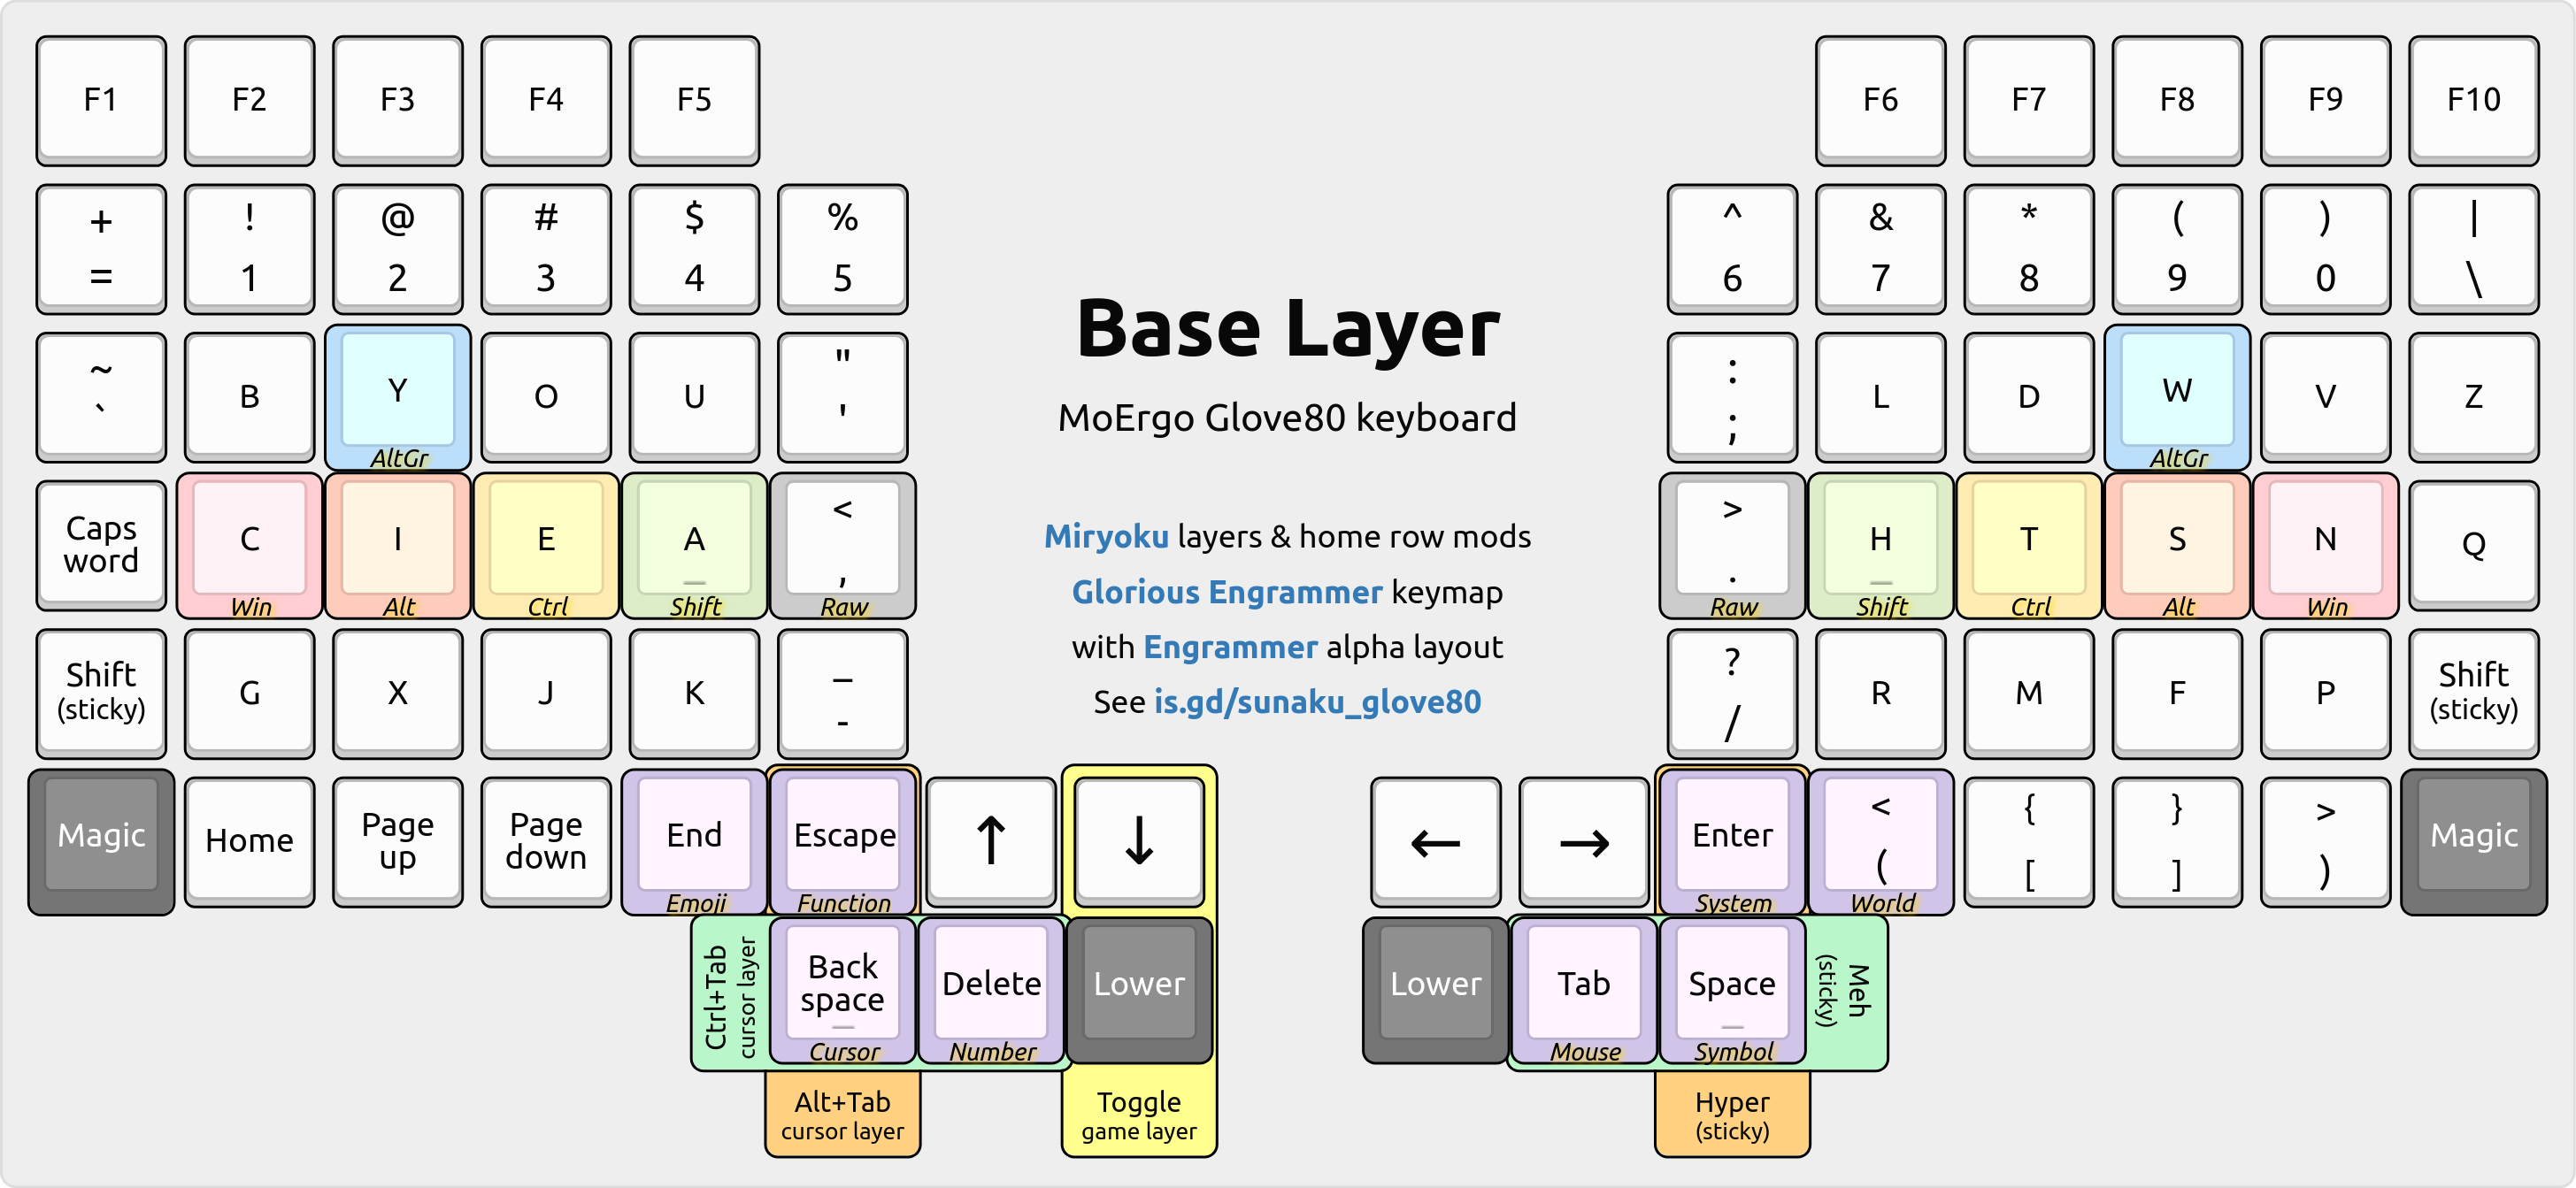 F1 F2 F3 F4 F5 F6 F7 F8 F9 F10
+ ! @ # $ % ^ & * ( ) |
= 1 2 3 4 5 6 7 8 9 0 \
Base Layer
~ B Y O U " : L D W V Z
` ' ;
AltGr AltGr
MoErgo Glove80 keyboard
Caps word C I E A < > H T S N Q
_ , . _
Win Alt Ctrl Shift Raw Raw Shift Ctrl Alt Win
Miryoku layers & home row mods
Glorious Engrammer keymap
with Engrammer alpha layout
See is.gd/sunaku_glove80
Shift (sticky) G X J K _ ? R M F P Shift (sticky)
- /
Magic Home Page up Page down End Escape ↑ ↓ ← → Enter < { } > Magic
( [ ] )
Emoji Function System World
Ctrl+Tab
cursor layer
Back space Delete Lower Lower Tab Space
_ _
Cursor Number Mouse Symbol
Meh
(sticky)
Alt+Tab
cursor layer
Toggle
game layer
Hyper
(sticky)